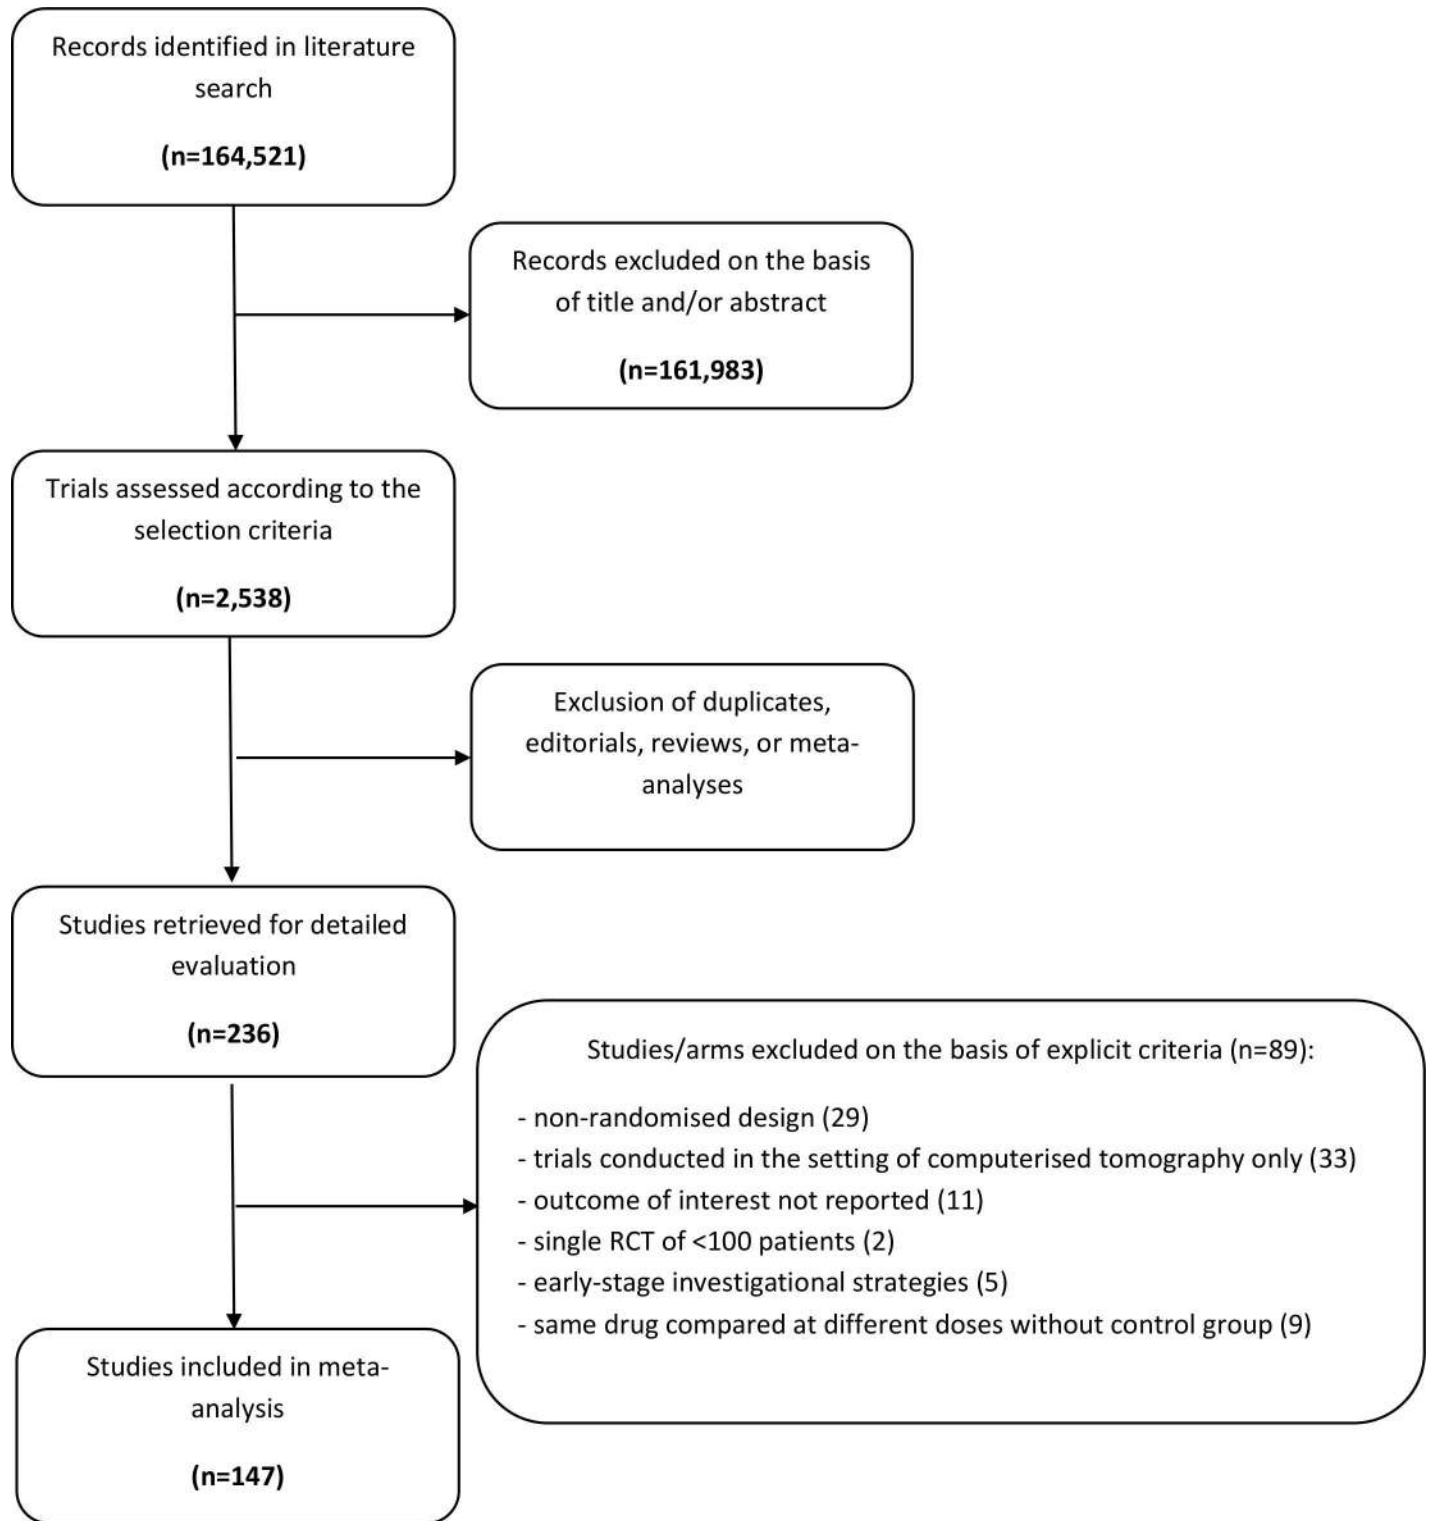 Records identified in literature
search
(n=164,521)
Records excluded on the basis
of title and/or abstract
(n=161,983)
Trials assessed according to the
selection criteria
(n=2,538)
Exclusion of duplicates,
editorials, reviews, or meta-
analyses
Studies retrieved for detailed
evaluation
(n=236)
Studies/arms excluded on the basis of explicit criteria (n=89):
- non-randomised design (29)
- trials conducted in the setting of computerised tomography only (33)
- outcome of interest not reported (11)
- single RCT of <100 patients (2)
- early-stage investigational strategies (5)
- same drug compared at different doses without control group (9)
Studies included in meta-
analysis
(n=147)